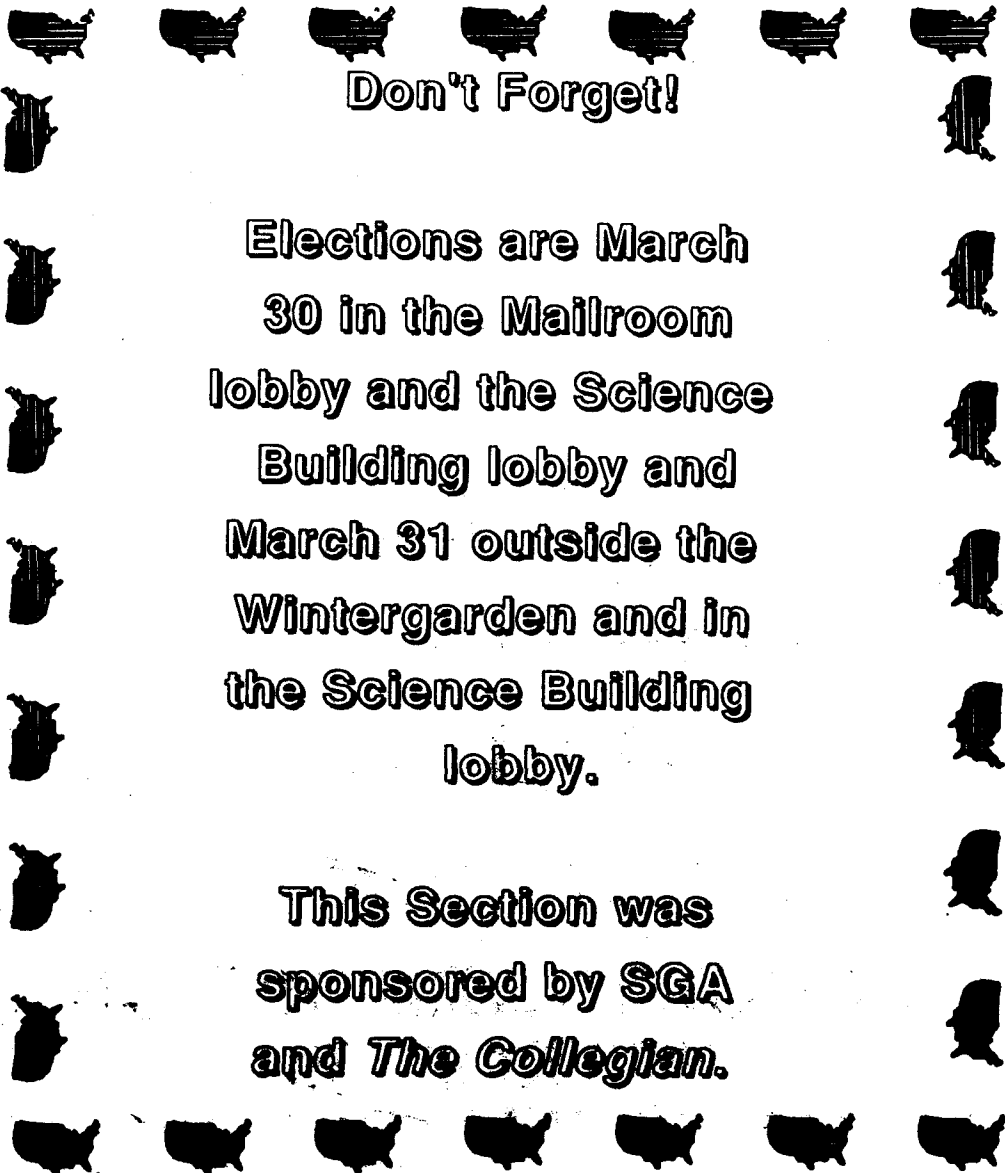 Don't Forget!
Elections are March
30 in the Mailroom
lobby and the Science
Building lobby and
March 31 outside the
Wintergarden and in
the Science Building
lobby.
This Section was
sponsored by SGA
and The Collegian.